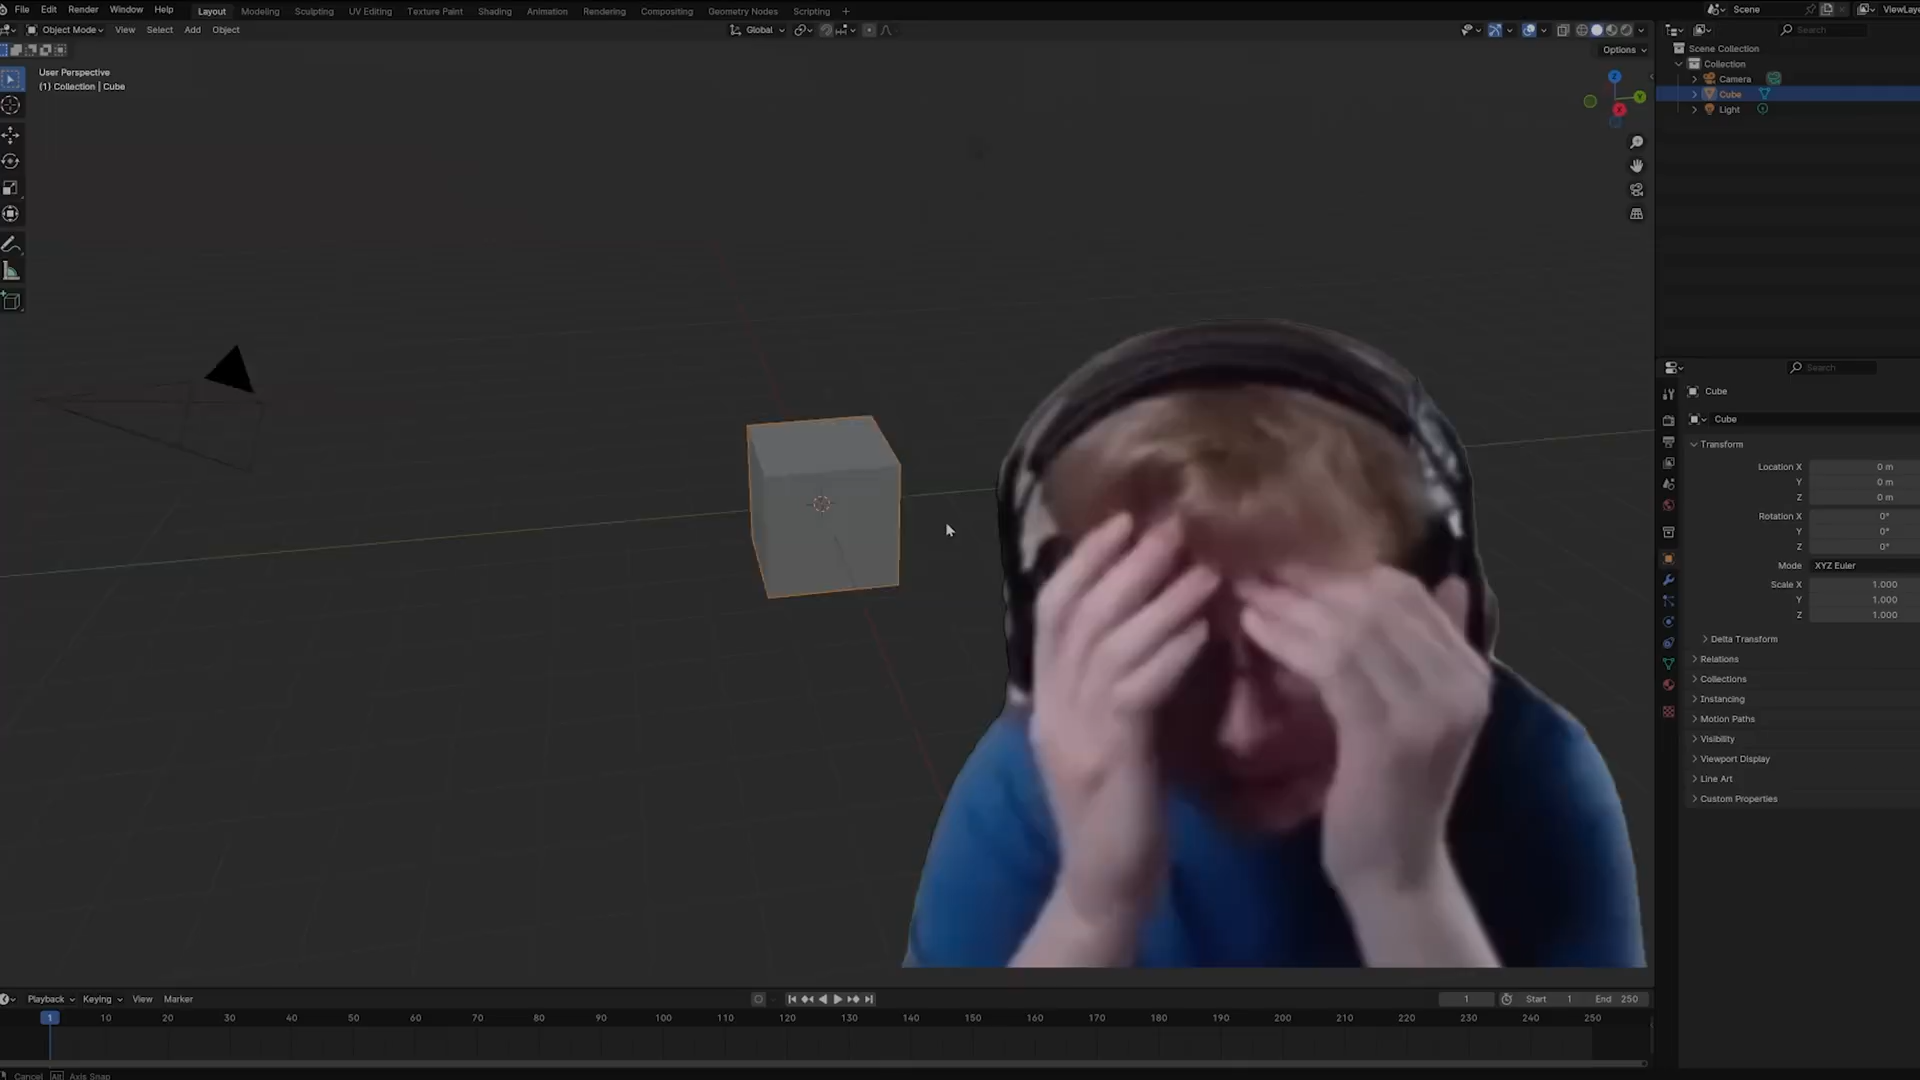 File Edit Render Window Help Layout Modeling Sculpting UV Editing Texture Paint Shading Animation Rendering Compositing Geometry Nodes Scripting + Scene ViewLaye
Object Mode View Select Add Object Global Search
Options
User Perspective
(1) Collection | Cube
Z
Y
X
Scene Collection
Collection
Camera
Cube
Light
Search
Cube
Cube
Transform
Location X 0 m
Y 0 m
Z 0 m
Rotation X 0°
Y 0°
Z 0°
Mode XYZ Euler
Scale X 1.000
Y 1.000
Z 1.000
Delta Transform
Relations
Collections
Instancing
Motion Paths
Visibility
Viewport Display
Line Art
Custom Properties
Playback Keying View Marker 1 Start 1 End 250
1 10 20 30 40 50 60 70 80 90 100 110 120 130 140 150 160 170 180 190 200 210 220 230 240 250
Cancel Alt Axis Snap